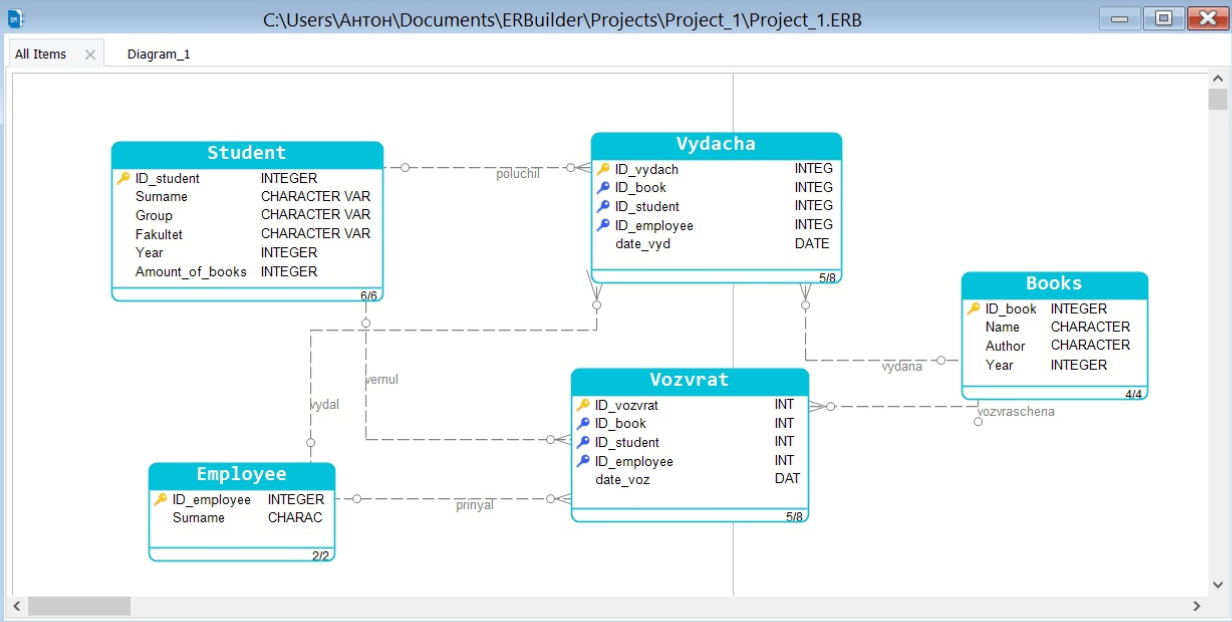 C:\Users\Антон\Documents\ERBuilder\Projects\Project_1\Project_1.ERB
All Items Diagram_1
Student
ID_student INTEGER
Surname CHARACTER VAR
Group CHARACTER VAR
Fakultet CHARACTER VAR
Year INTEGER
Amount_of_books INTEGER
6/6
poluchil
Vydacha
ID_vydach INTEG
ID_book INTEG
ID_student INTEG
ID_employee INTEG
date_vyd DATE
5/8
Books
ID_book INTEGER
Name CHARACTER
Author CHARACTER
Year INTEGER
4/4
vydana
vozvraschena
vernul
vydal
Vozvrat
ID_vozvrat INT
ID_book INT
ID_student INT
ID_employee INT
date_voz DAT
5/8
Employee
ID_employee INTEGER
Surname CHARAC
2/2
prinyal